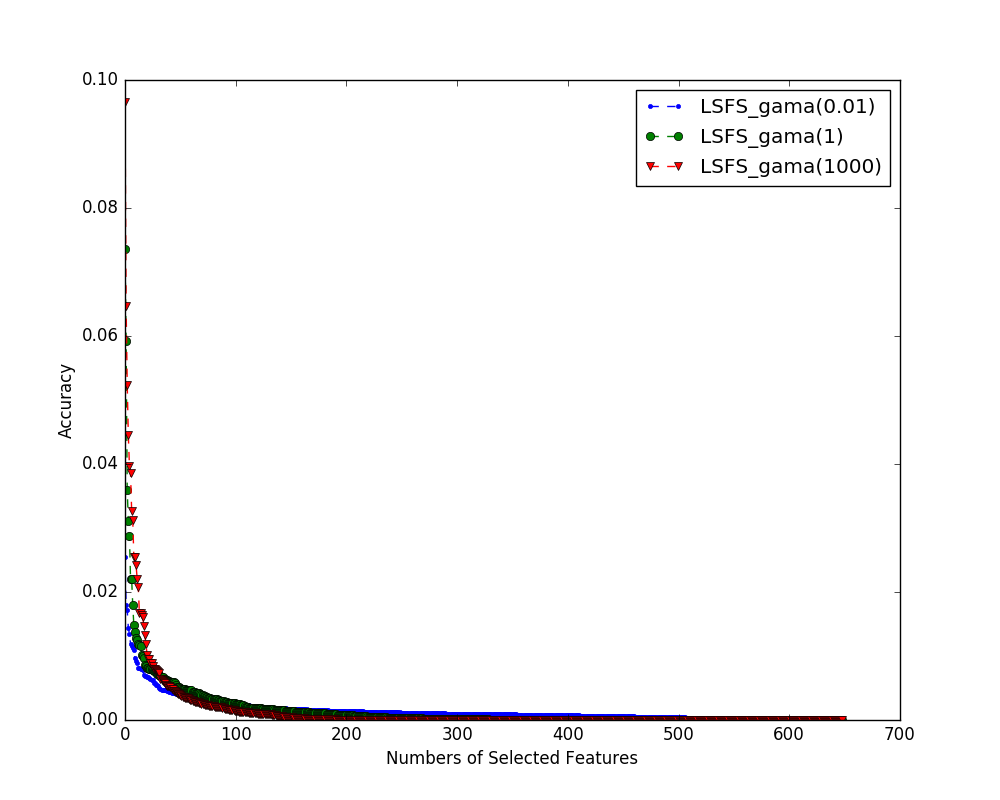 LSFS_gama(0.01)
LSFS_gama(1)
LSFS_gama(1000)
0.10
0.08
0.06
0.04
0.02
0.00
Accuracy
0 100 200 300 400 500 600 700
Numbers of Selected Features